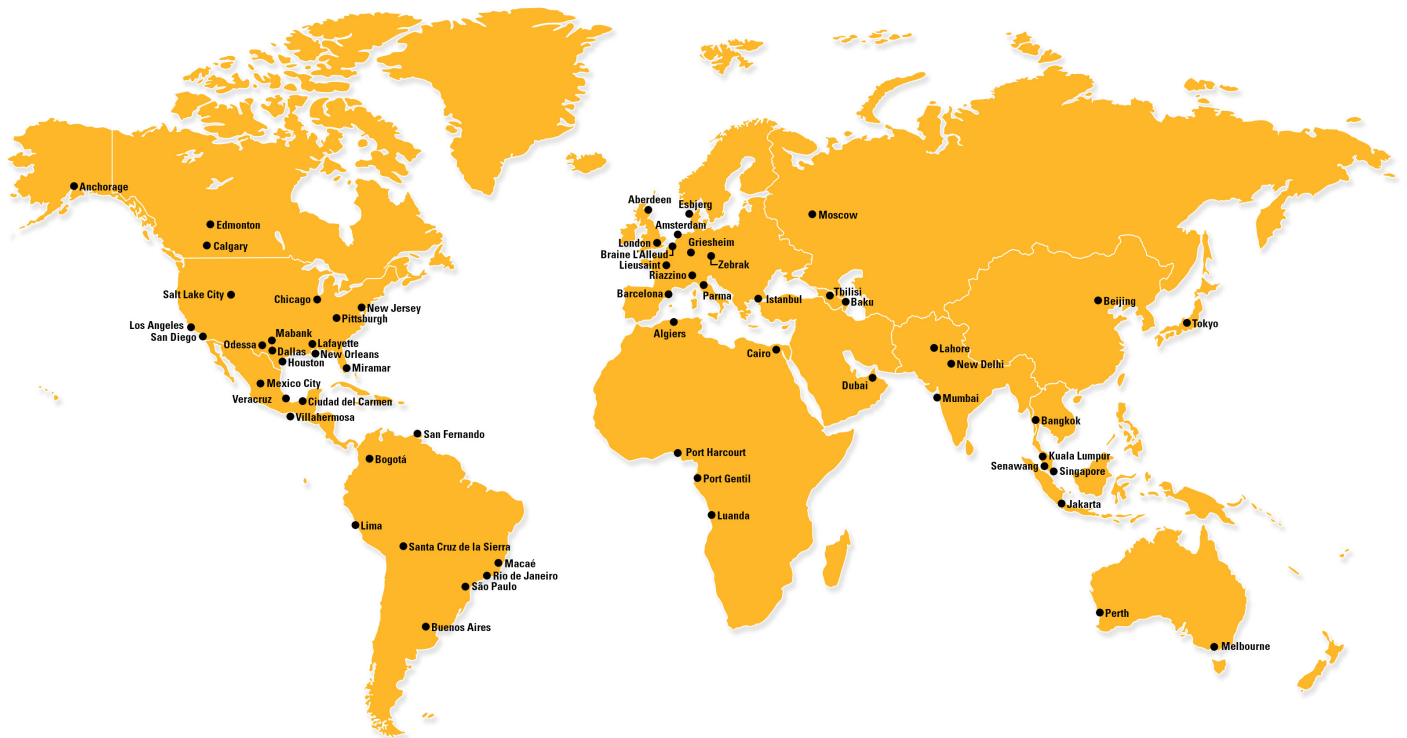 Anchorage
Edmonton
Calgary
Salt Lake City
Chicago
New Jersey
Pittsburgh
Los Angeles
San Diego
Mabank
Odessa
Dallas
Lafayette
New Orleans
Houston
Miramar
Mexico City
Veracruz
Ciudad del Carmen
Villahermosa
San Fernando
Bogotá
Lima
Santa Cruz de la Sierra
Macaé
Rio de Janeiro
São Paulo
Buenos Aires
Aberdeen
Esbjerg
Amsterdam
London
Griesheim
Braine L'Alleud
Lieusaint
Zebrak
Riazzino
Barcelona
Parma
Istanbul
Tbilisi
Baku
Moscow
Algiers
Cairo
Dubai
Port Harcourt
Port Gentil
Luanda
Lahore
New Delhi
Mumbai
Beijing
Tokyo
Bangkok
Kuala Lumpur
Senawang
Singapore
Jakarta
Perth
Melbourne